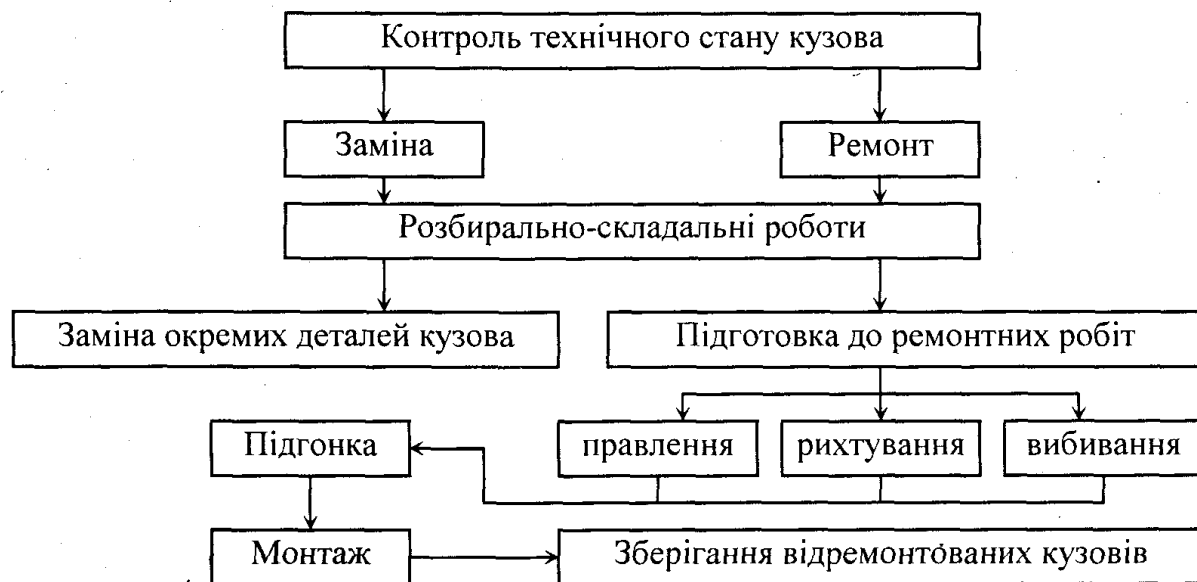 Контроль технічного стану кузова
Заміна
Ремонт
Розбирально-складальні роботи
Заміна окремих деталей кузова
Підготовка до ремонтних робіт
Підгонка
правлення
рихтування
вибивання
Монтаж
Зберігання відремонтованих кузовів